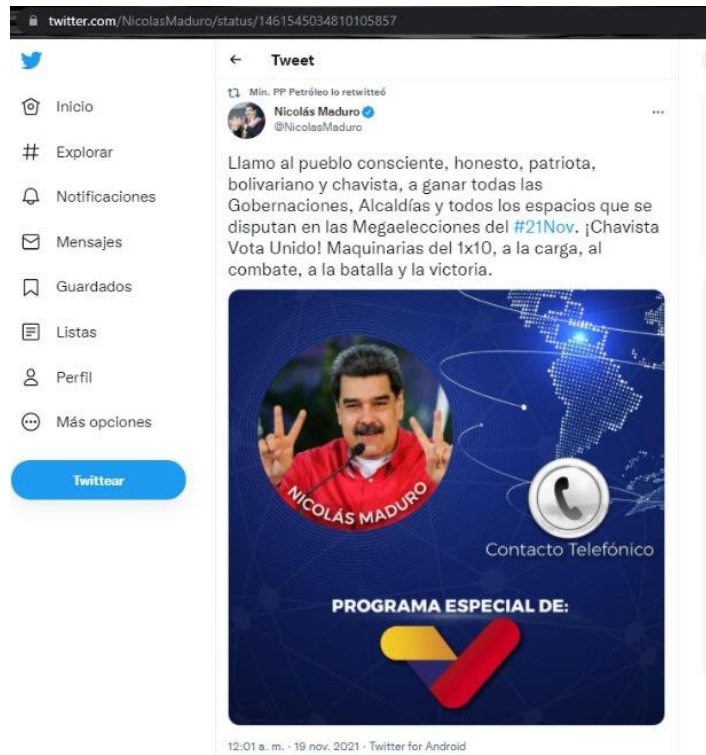 twitter.com/NicolasMaduro/status/1461545034810105857
Tweet
Inicio
Explorar
Notificaciones
Mensajes
Guardados
Listas
Perfil
Más opciones
Twittear
Min. PP Petróleo lo retwitteó
Nicolás Maduro
@NicolasMaduro
Llamo al pueblo consciente, honesto, patriota,
bolivariano y chavista, a ganar todas las
Gobernaciones, Alcaldías y todos los espacios que se
disputan en las Megaelecciones del #21Nov. ¡Chavista
Vota Unido! Maquinarias del 1x10, a la carga, al
combate, a la batalla y la victoria.
NICOLÁS MADURO
Contacto Telefónico
PROGRAMA ESPECIAL DE:
12:01 a. m. · 19 nov. 2021 · Twitter for Android